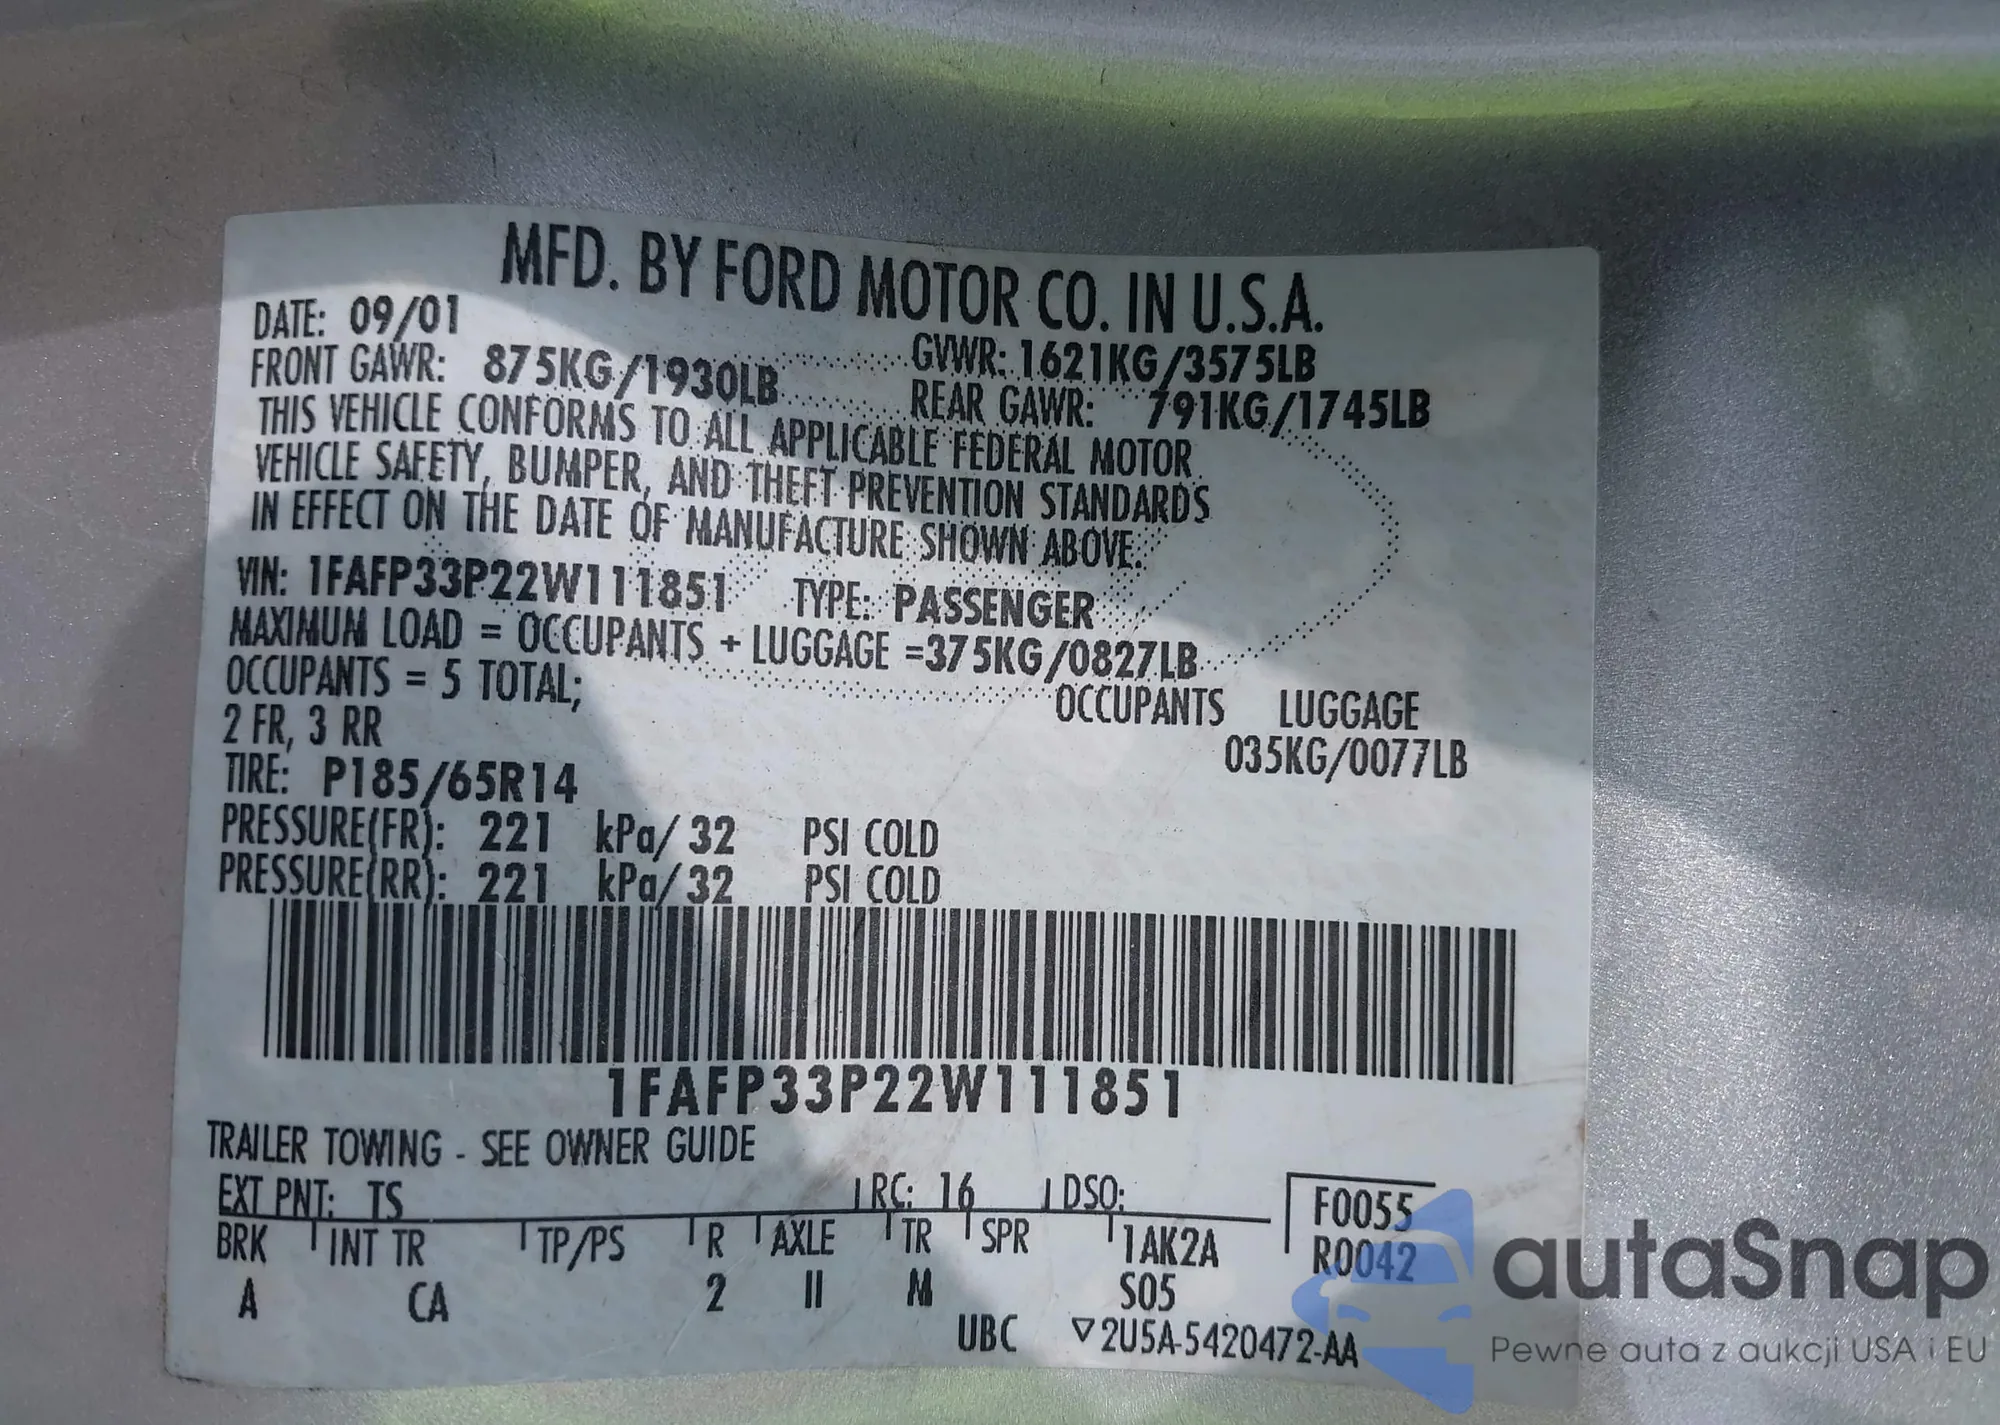 MFD. BY FORD MOTOR CO. IN U.S.A.
DATE: 09/01 GVWR: 1621KG/3575LB
FRONT GAWR: 875KG/1930LB REAR GAWR: 791KG/1745LB
THIS VEHICLE CONFORMS TO ALL APPLICABLE FEDERAL MOTOR
VEHICLE SAFETY, BUMPER, AND THEFT PREVENTION STANDARDS
IN EFFECT ON THE DATE OF MANUFACTURE SHOWN ABOVE.
VIN: 1FAFP33P22W111851 TYPE: PASSENGER
MAXIMUM LOAD = OCCUPANTS + LUGGAGE =375KG/0827LB
OCCUPANTS = 5 TOTAL; OCCUPANTS LUGGAGE
2 FR, 3 RR 035KG/0077LB
TIRE: P185/65R14
PRESSURE(FR): 221 kPa/ 32 PSI COLD
PRESSURE(RR): 221 kPa/ 32 PSI COLD
1FAFP33P22W111851
TRAILER TOWING - SEE OWNER GUIDE
EXT PNT: TS RC: 16 DSO: F0055
BRK INT TR TP/PS R AXLE TR SPR 1AK2A R0042
A CA 2 II M S05
UBC ▽2U5A-5420472-AA
autaSnap
Pewne auta z aukcji USA i EU